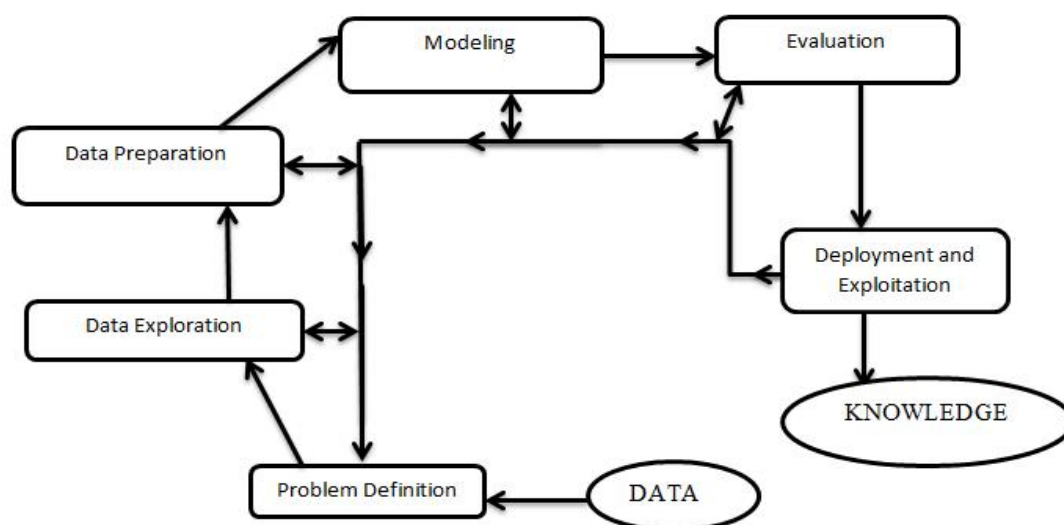 Modeling
Evaluation
Data Preparation
Deployment and
Exploitation
Data Exploration
KNOWLEDGE
Problem Definition
DATA